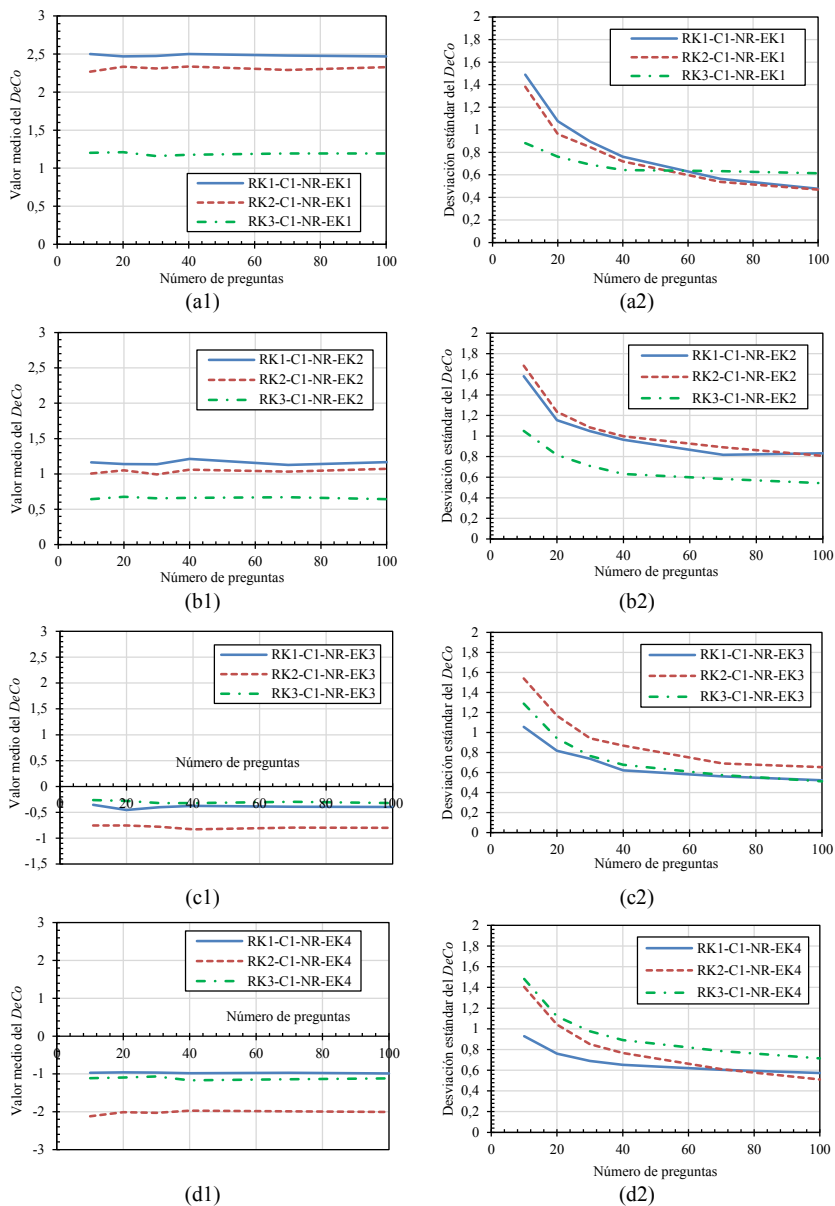 3
2,5
2
1,5
1
0,5
0
0 20 40 60 80 100
Valor medio del DeCo
Número de preguntas
RK1-C1-NR-EK1
RK2-C1-NR-EK1
RK3-C1-NR-EK1
(a1)
2
1,8
1,6
1,4
1,2
1
0,8
0,6
0,4
0,2
0
0 20 40 60 80 100
Desviación estándar del DeCo
Número de preguntas
RK1-C1-NR-EK1
RK2-C1-NR-EK1
RK3-C1-NR-EK1
(a2)
3
2,5
2
1,5
1
0,5
0
0 20 40 60 80 100
Valor medio del DeCo
Número de preguntas
RK1-C1-NR-EK2
RK2-C1-NR-EK2
RK3-C1-NR-EK2
(b1)
2
1,8
1,6
1,4
1,2
1
0,8
0,6
0,4
0,2
0
0 20 40 60 80 100
Desviación estándar del DeCo
Número de preguntas
RK1-C1-NR-EK2
RK2-C1-NR-EK2
RK3-C1-NR-EK2
(b2)
3
2,5
2
1,5
1
0,5
0
-0,5
-1
-1,5
0 20 40 60 80 100
Valor medio del DeCo
Número de preguntas
RK1-C1-NR-EK3
RK2-C1-NR-EK3
RK3-C1-NR-EK3
(c1)
2
1,8
1,6
1,4
1,2
1
0,8
0,6
0,4
0,2
0
0 20 40 60 80 100
Desviación estándar del DeCo
Número de preguntas
RK1-C1-NR-EK3
RK2-C1-NR-EK3
RK3-C1-NR-EK3
(c2)
3
2
1
0
-1
-2
-3
0 20 40 60 80 100
Valor medio del DeCo
Número de preguntas
RK1-C1-NR-EK4
RK2-C1-NR-EK4
RK3-C1-NR-EK4
(d1)
2
1,8
1,6
1,4
1,2
1
0,8
0,6
0,4
0,2
0
0 20 40 60 80 100
Desviación estándar del DeCo
Número de preguntas
RK1-C1-NR-EK4
RK2-C1-NR-EK4
RK3-C1-NR-EK4
(d2)